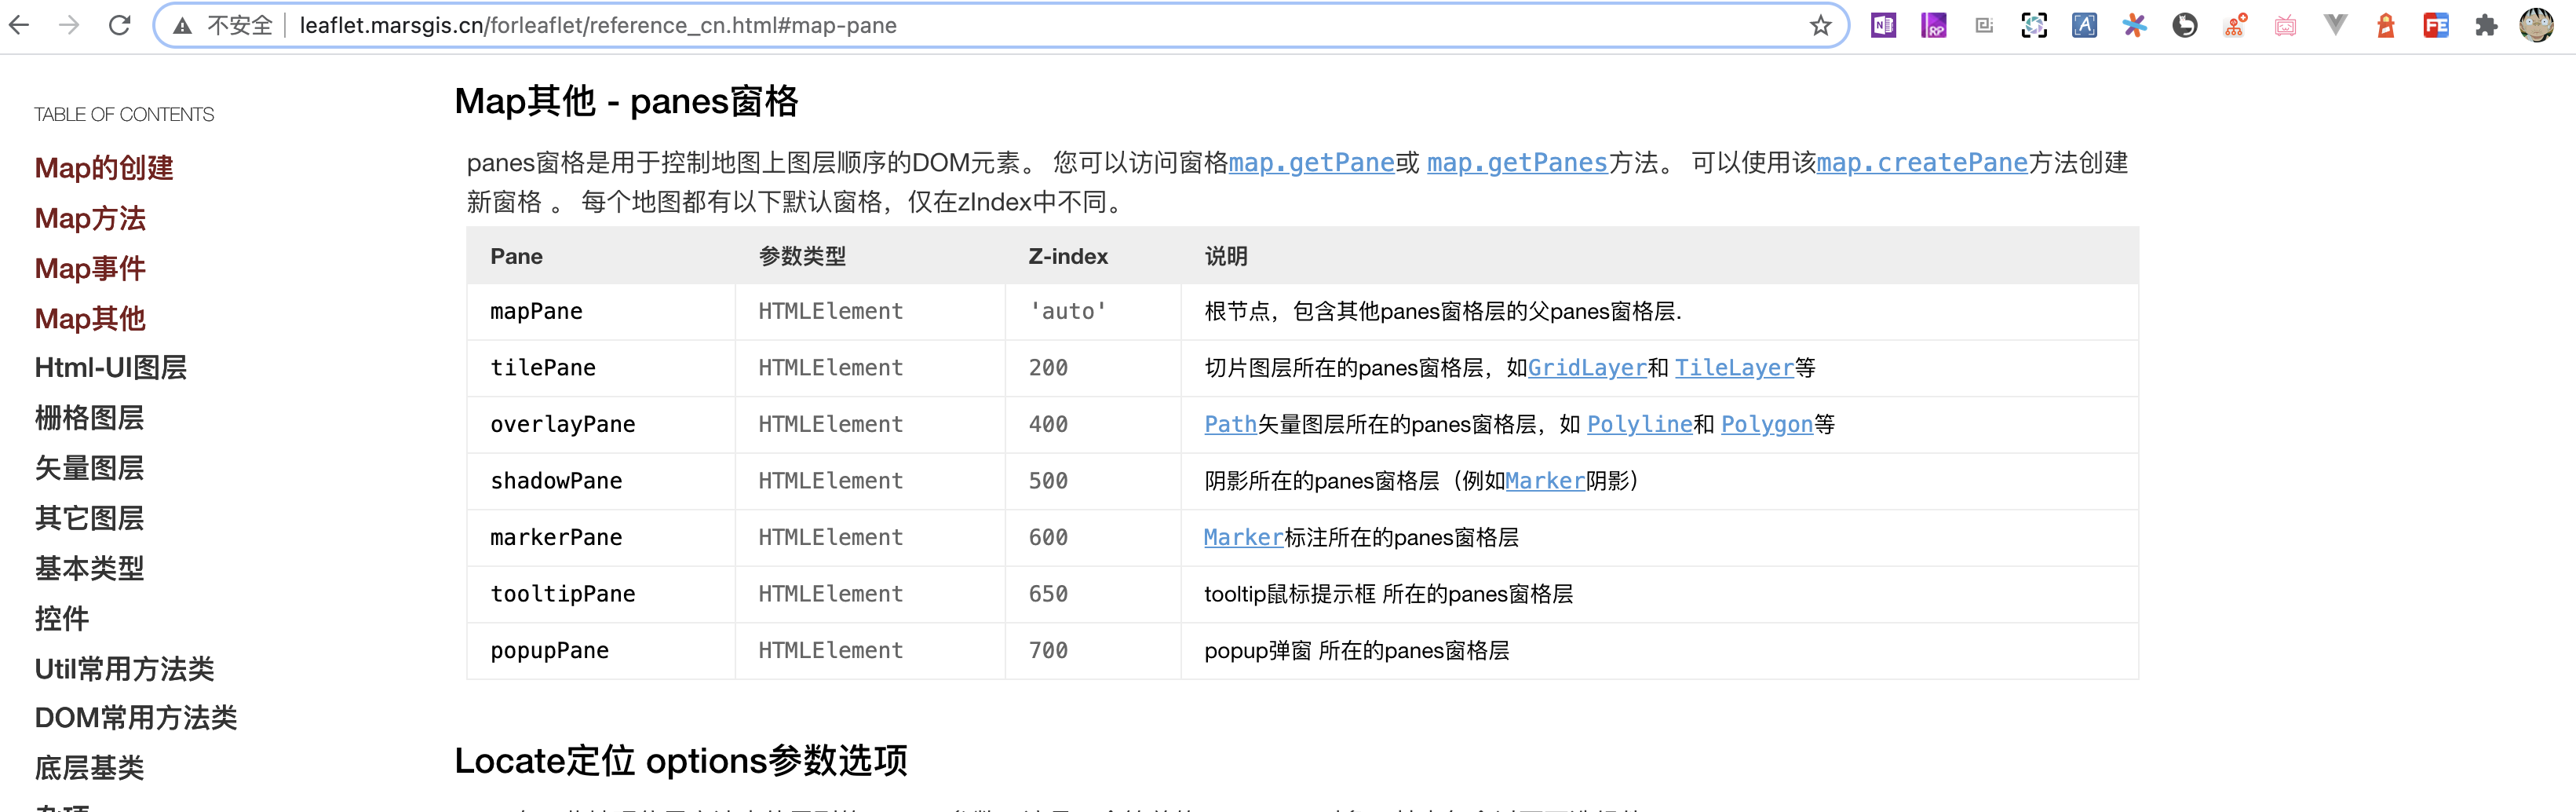 不安全 leaflet.marsgis.cn/forleaflet/reference_cn.html#map-pane
TABLE OF CONTENTS
Map的创建
Map方法
Map事件
Map其他
Html-UI图层
栅格图层
矢量图层
其它图层
基本类型
控件
Util常用方法类
DOM常用方法类
底层基类
Map其他 - panes窗格
panes窗格是用于控制地图上图层顺序的DOM元素。 您可以访问窗格map.getPane或 map.getPanes方法。 可以使用该map.createPane方法创建
新窗格 。 每个地图都有以下默认窗格，仅在zIndex中不同。
Pane 参数类型 Z-index 说明
mapPane HTMLElement 'auto' 根节点，包含其他panes窗格层的父panes窗格层.
tilePane HTMLElement 200 切片图层所在的panes窗格层，如GridLayer和 TileLayer等
overlayPane HTMLElement 400 Path矢量图层所在的panes窗格层，如 Polyline和 Polygon等
shadowPane HTMLElement 500 阴影所在的panes窗格层（例如Marker阴影）
markerPane HTMLElement 600 Marker标注所在的panes窗格层
tooltipPane HTMLElement 650 tooltip鼠标提示框 所在的panes窗格层
popupPane HTMLElement 700 popup弹窗 所在的panes窗格层
Locate定位 options参数选项